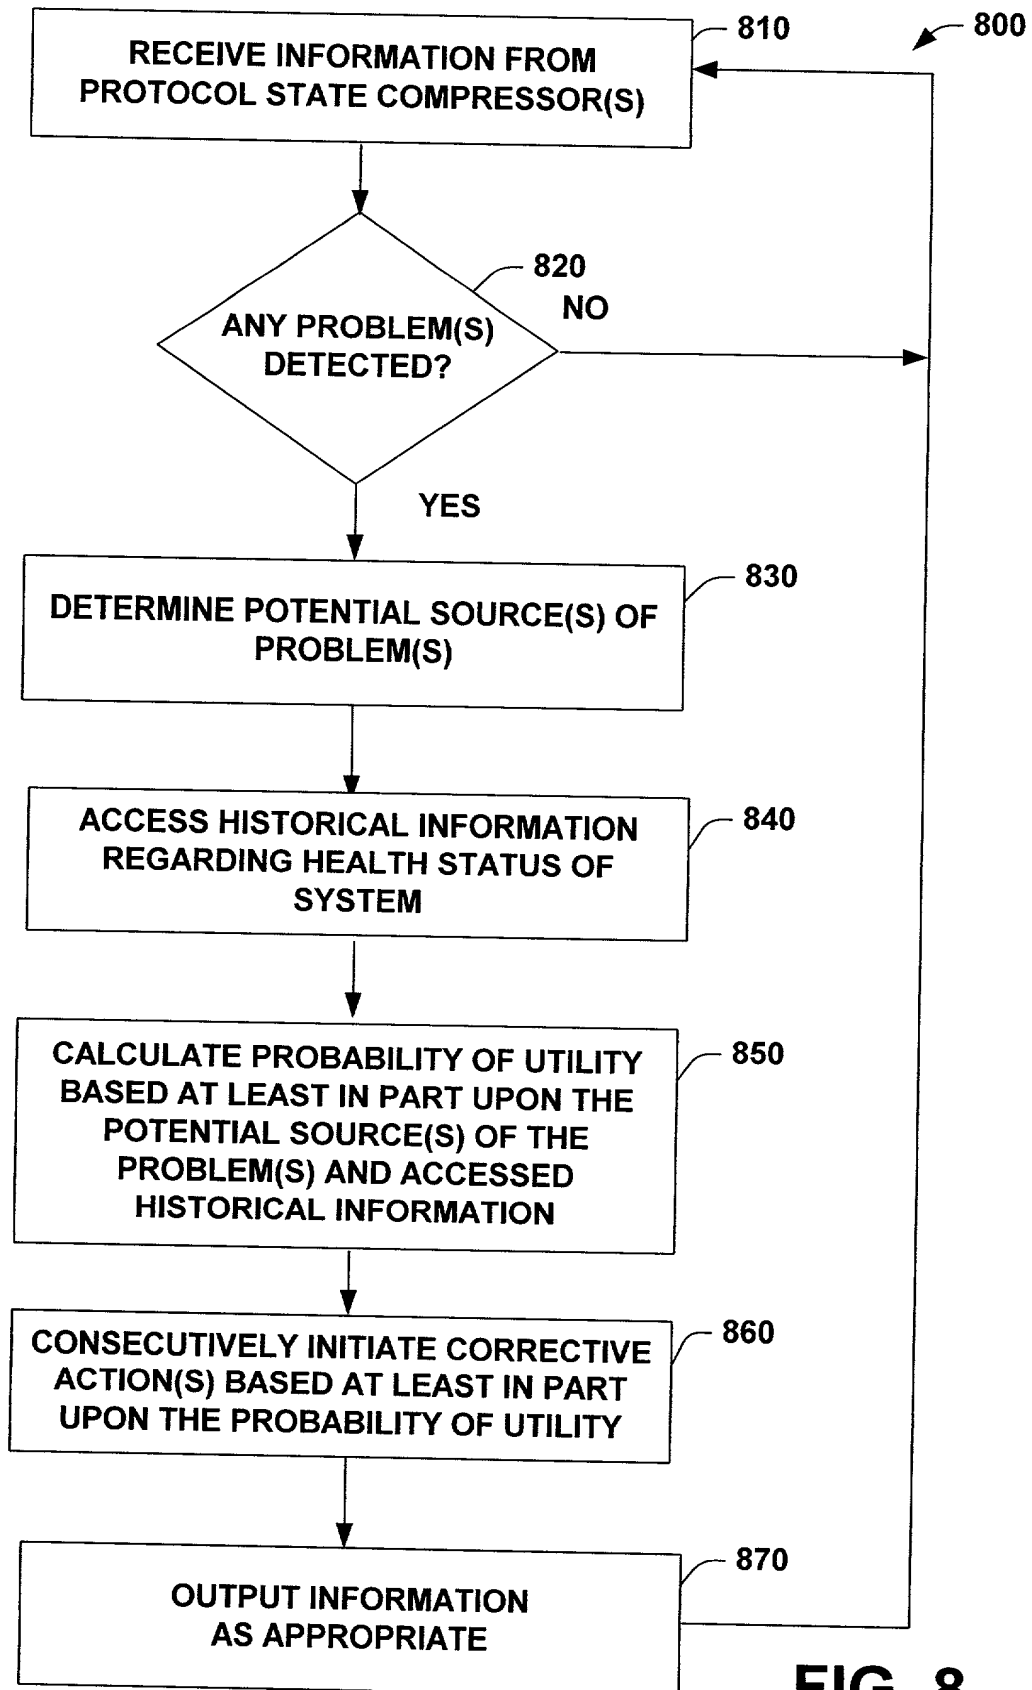 810
800
RECEIVE INFORMATION FROM
PROTOCOL STATE COMPRESSOR(S)
820
NO
ANY PROBLEM(S)
DETECTED?
YES
830
DETERMINE POTENTIAL SOURCE(S) OF
PROBLEM(S)
840
ACCESS HISTORICAL INFORMATION
REGARDING HEALTH STATUS OF
SYSTEM
850
CALCULATE PROBABILITY OF UTILITY
BASED AT LEAST IN PART UPON THE
POTENTIAL SOURCE(S) OF THE
PROBLEM(S) AND ACCESSED
HISTORICAL INFORMATION
860
CONSECUTIVELY INITIATE CORRECTIVE
ACTION(S) BASED AT LEAST IN PART
UPON THE PROBABILITY OF UTILITY
870
OUTPUT INFORMATION
AS APPROPRIATE
FIG. 8